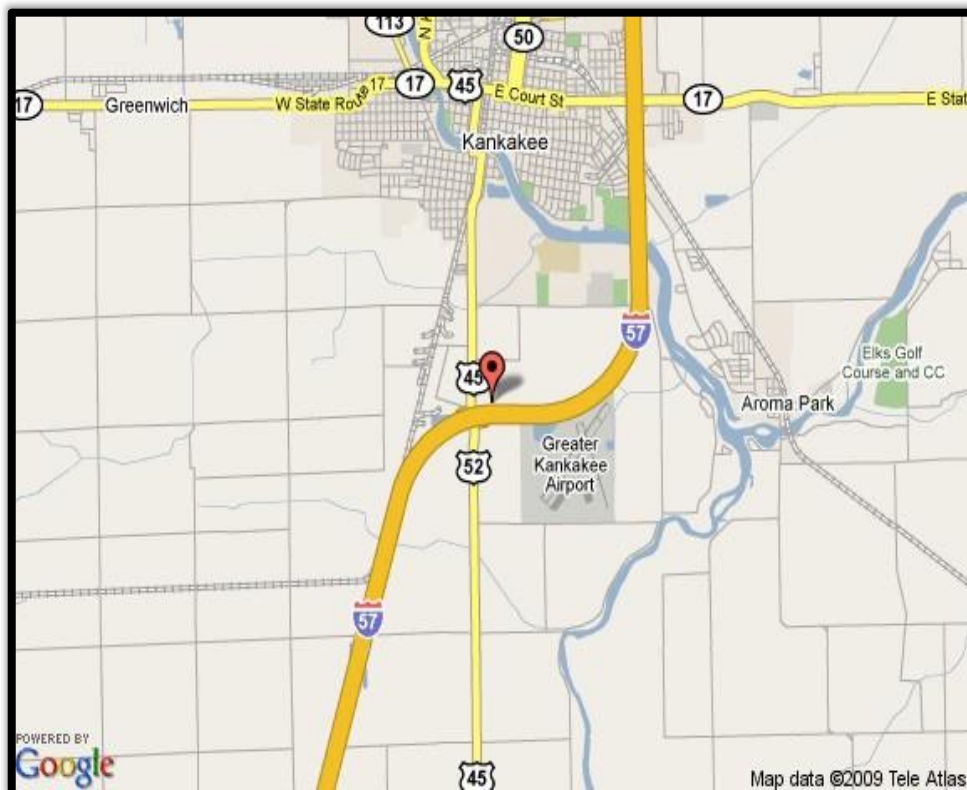 113
N
50
17
45
17
W State Route 17
E Court St
17
E Stat
Greenwich
Kankakee
57
45
Elks Golf
Course and CC
Aroma Park
Greater
Kankakee
Airport
52
57
POWERED BY
Google
45
Map data ©2009 Tele Atlas